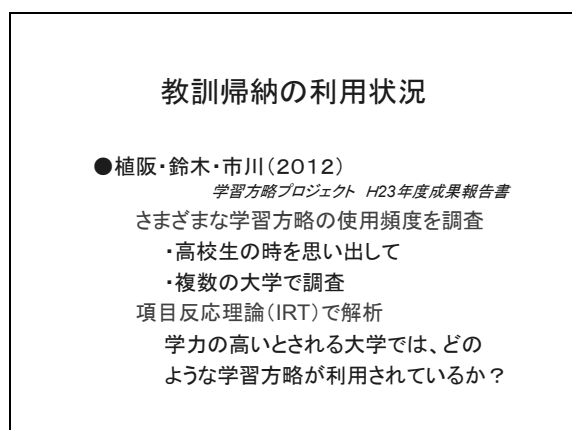 教訓帰納の利用状況
●植阪・鈴木・市川(2012)
学習方略プロジェクト H23年度成果報告書
さまざまな学習方略の使用頻度を調査
・高校生の時を思い出して
・複数の大学で調査
項目反応理論(IRT)で解析
学力の高いとされる大学では、どの
ような学習方略が利用されているか？